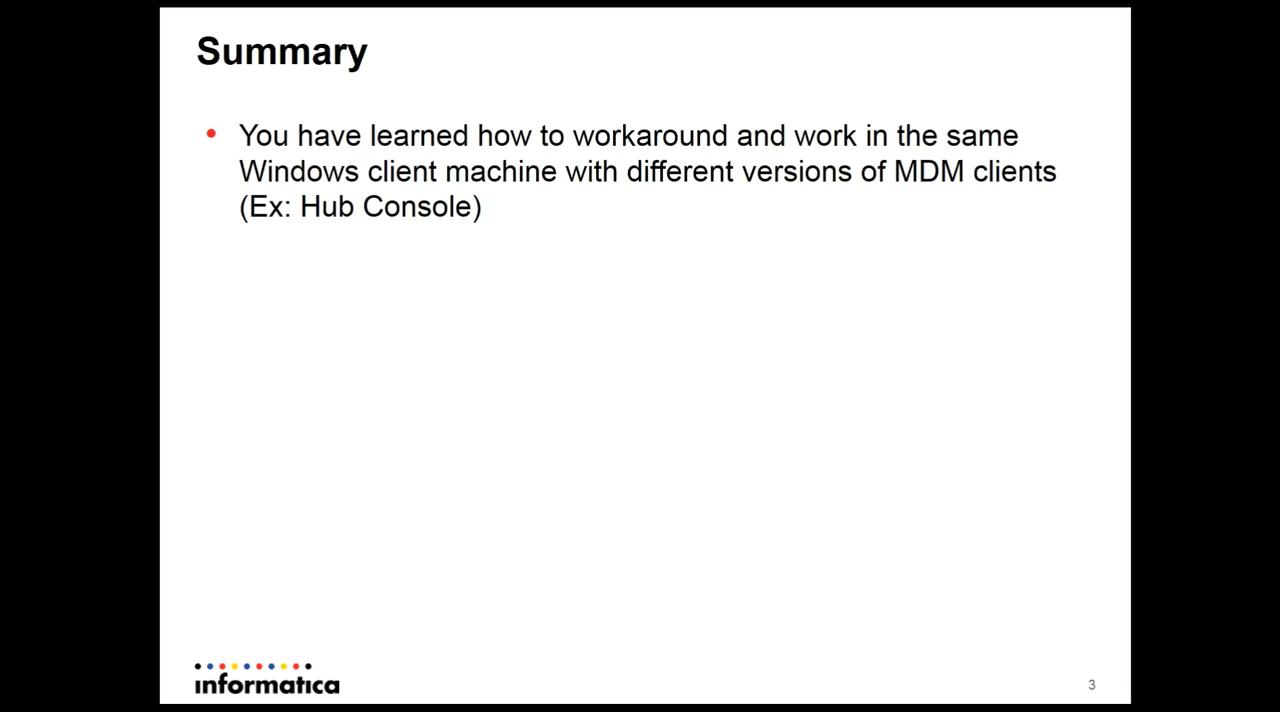 Summary
• You have learned how to workaround and work in the same
Windows client machine with different versions of MDM clients
(Ex: Hub Console)
informatica
3